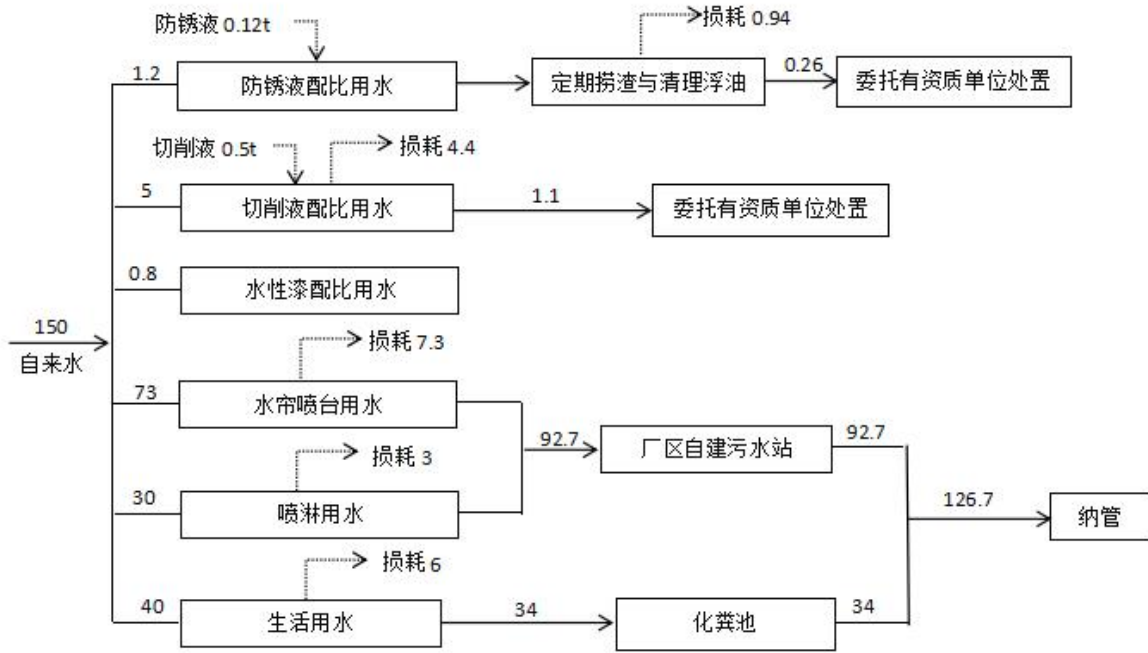 防锈液 0.12t
损耗 0.94
1.2
防锈液配比用水
定期捞渣与清理浮油
0.26
委托有资质单位处置
切削液 0.5t
损耗 4.4
5
切削液配比用水
1.1
委托有资质单位处置
0.8
水性漆配比用水
150
自来水
损耗 7.3
73
水帘喷台用水
92.7
厂区自建污水站
92.7
损耗 3
30
喷淋用水
126.7
纳管
损耗 6
40
生活用水
34
化粪池
34